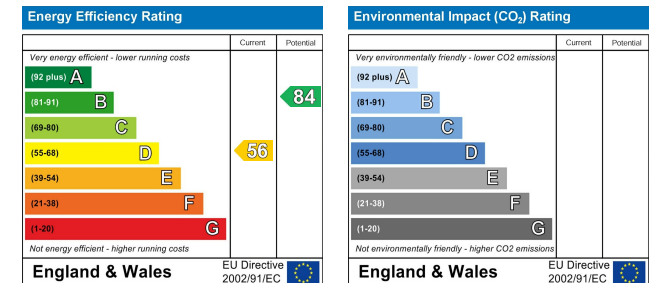 Energy Efficiency Rating
Current Potential
Very energy efficient - lower running costs
(92 plus) A
(81-91) B
84
(69-80) C
(55-68) D
56
(39-54) E
(21-38) F
(1-20) G
Not energy efficient - higher running costs
England & Wales
EU Directive
2002/91/EC
Environmental Impact (CO₂) Rating
Current Potential
Very environmentally friendly - lower CO2 emissions
(92 plus) A
(81-91) B
(69-80) C
(55-68) D
(39-54) E
(21-38) F
(1-20) G
Not environmentally friendly - higher CO2 emissions
England & Wales
EU Directive
2002/91/EC